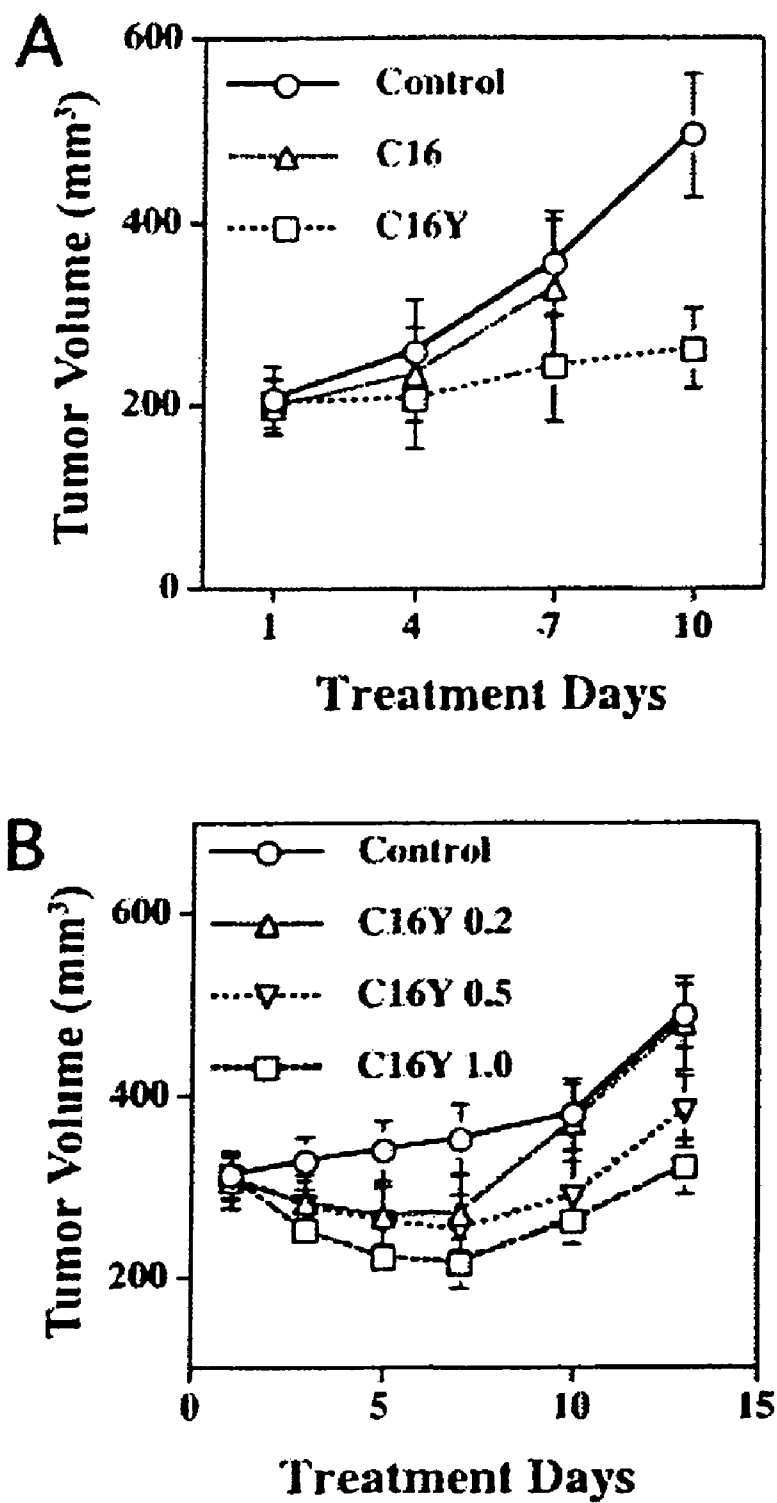 A
600
400
200
0
Tumor Volume (mm³)
Control
C16
C16Y
1 4 7 10
Treatment Days
B
600
400
200
Tumor Volume (mm³)
Control
C16Y 0.2
C16Y 0.5
C16Y 1.0
0 5 10 15
Treatment Days